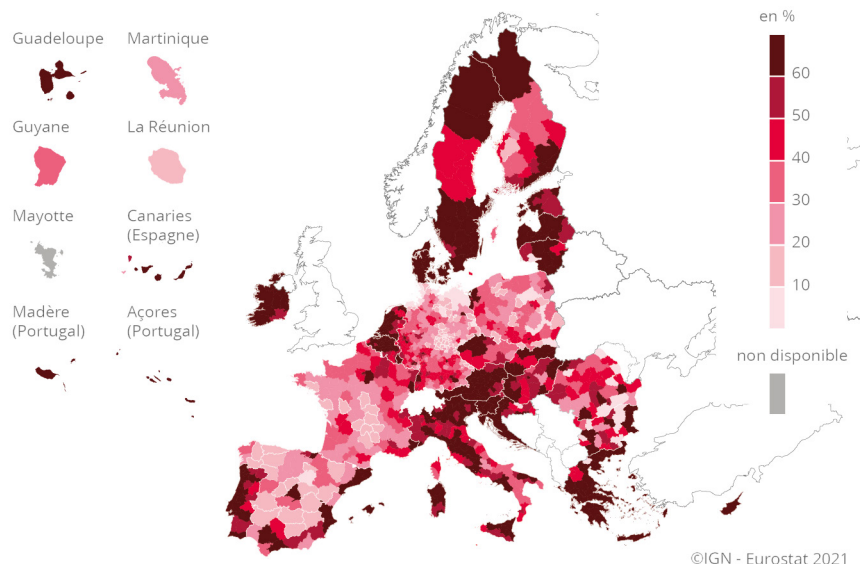 Guadeloupe
Martinique
Guyane
La Réunion
Mayotte
Canaries
(Espagne)
Madère
(Portugal)
Açores
(Portugal)
en %
60
50
40
30
20
10
non disponible
©IGN - Eurostat 2021